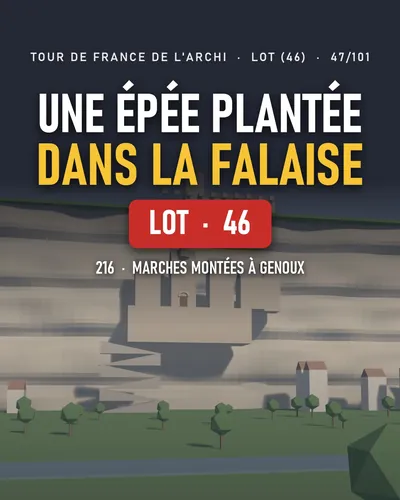 TOUR DE FRANCE DE L'ARCHI · LOT (46) · 47/101
UNE ÉPÉE PLANTÉE
DANS LA FALAISE
LOT · 46
216 · MARCHES MONTÉES À GENOUX